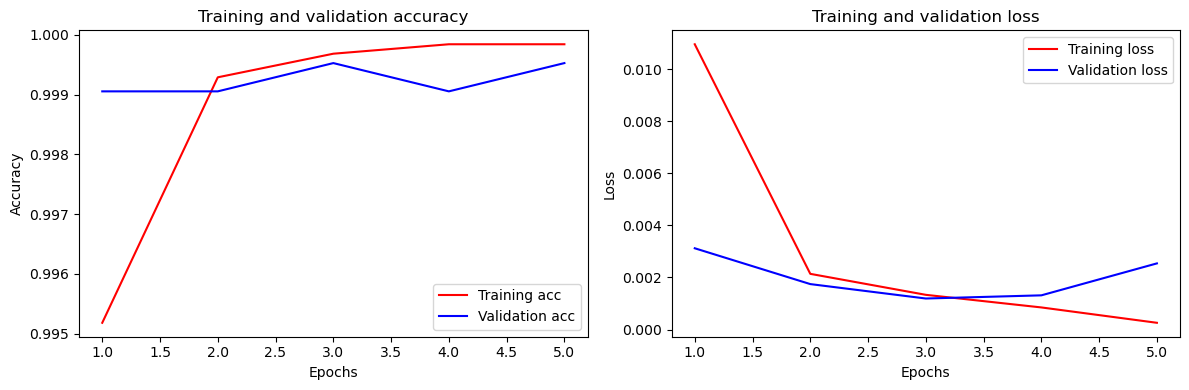 Training and validation accuracy
1.000
0.999
0.998
0.997
0.996
0.995
Accuracy
Training acc
Validation acc
1.0 1.5 2.0 2.5 3.0 3.5 4.0 4.5 5.0
Epochs
Training and validation loss
0.010
0.008
0.006
0.004
0.002
0.000
Loss
Training loss
Validation loss
1.0 1.5 2.0 2.5 3.0 3.5 4.0 4.5 5.0
Epochs